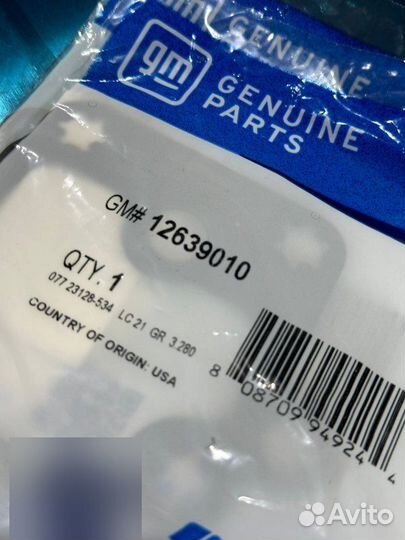 GENUINE
gm GENUINE
PARTS
GM# 12639010
QTY. 1
077 23128-534 LC 21 GR 3.280
COUNTRY OF ORIGIN: USA
8 08709 94924 4
Avito